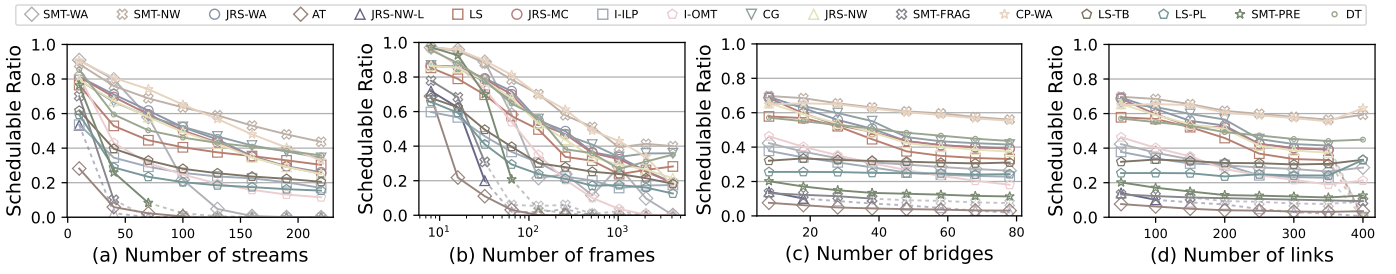 SMT-WA SMT-NW JRS-WA AT JRS-NW-L LS JRS-MC I-ILP I-OMT CG JRS-NW SMT-FRAG CP-WA LS-TB LS-PL SMT-PRE DT
Schedulable Ratio
1.0
0.8
0.6
0.4
0.2
0.0
0 50 100 150 200
(a) Number of streams
Schedulable Ratio
1.0
0.8
0.6
0.4
0.2
0.0
10¹ 10² 10³
(b) Number of frames
Schedulable Ratio
1.0
0.8
0.6
0.4
0.2
0.0
20 40 60 80
(c) Number of bridges
Schedulable Ratio
1.0
0.8
0.6
0.4
0.2
0.0
100 200 300 400
(d) Number of links